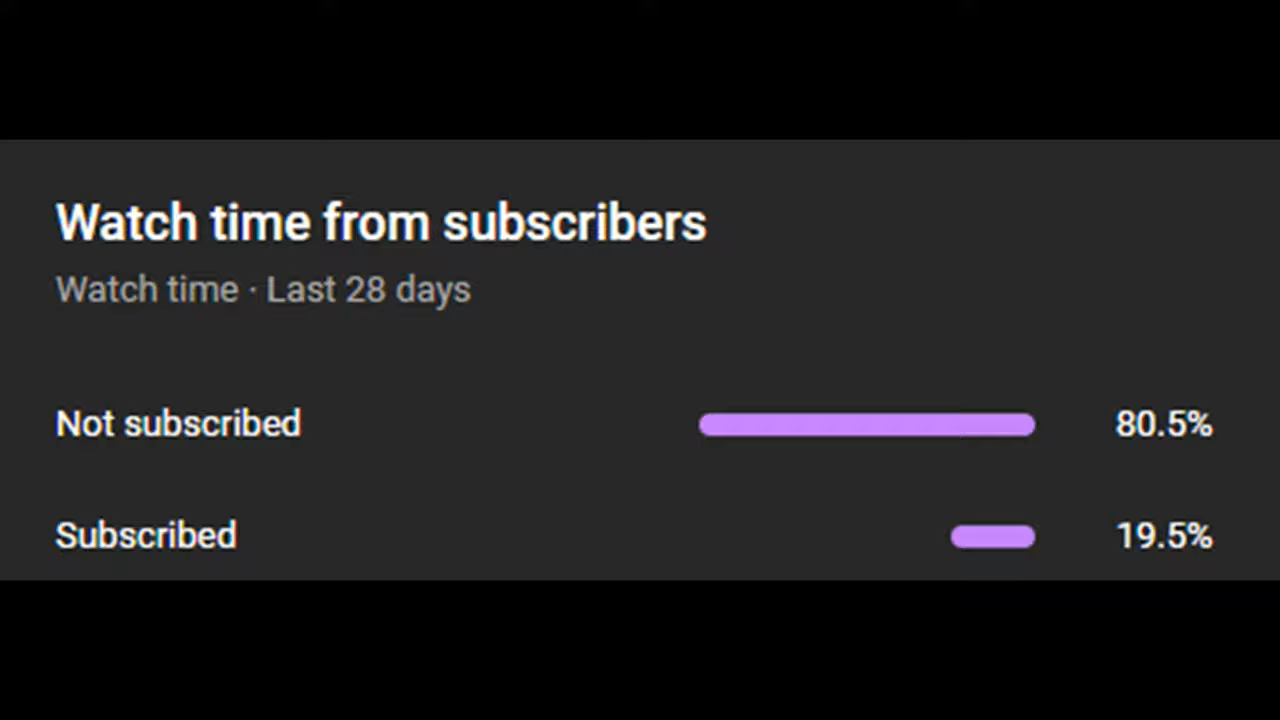 Watch time from subscribers
Watch time · Last 28 days
Not subscribed 80.5%
Subscribed 19.5%